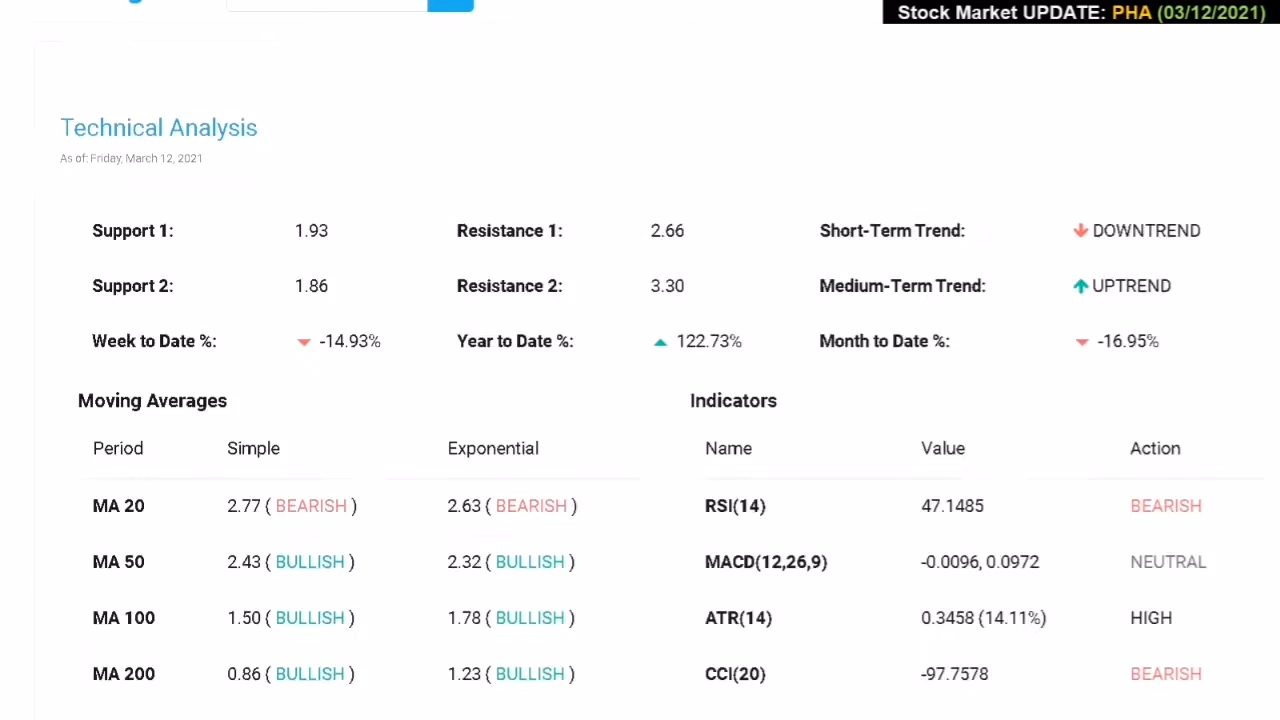 Stock Market UPDATE: PHA (03/12/2021)
Technical Analysis
As of: Friday, March 12, 2021
Support 1: 1.93 Resistance 1: 2.66 Short-Term Trend: DOWNTREND
Support 2: 1.86 Resistance 2: 3.30 Medium-Term Trend: UPTREND
Week to Date %: -14.93% Year to Date %: 122.73% Month to Date %: -16.95%
Moving Averages Indicators
Period Simple Exponential Name Value Action
MA 20 2.77 ( BEARISH ) 2.63 ( BEARISH ) RSI(14) 47.1485 BEARISH
MA 50 2.43 ( BULLISH ) 2.32 ( BULLISH ) MACD(12,26,9) -0.0096, 0.0972 NEUTRAL
MA 100 1.50 ( BULLISH ) 1.78 ( BULLISH ) ATR(14) 0.3458 (14.11%) HIGH
MA 200 0.86 ( BULLISH ) 1.23 ( BULLISH ) CCI(20) -97.7578 BEARISH